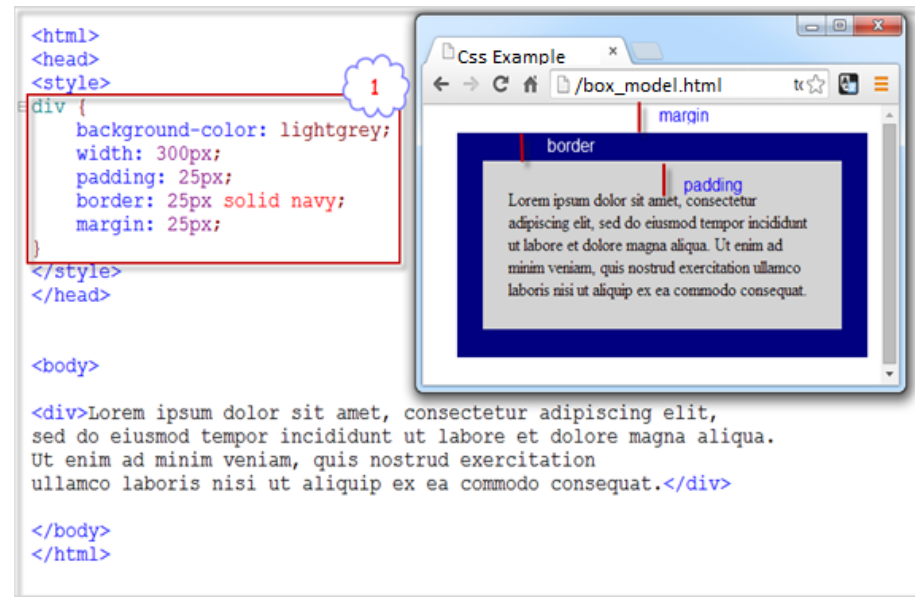 <html>
<head>
<style>
1
div {
background-color: lightgrey;
width: 300px;
padding: 25px;
border: 25px solid navy;
margin: 25px;
}
</style>
</head>
<body>
<div>Lorem ipsum dolor sit amet, consectetur adipiscing elit,
sed do eiusmod tempor incididunt ut labore et dolore magna aliqua.
Ut enim ad minim veniam, quis nostrud exercitation
ullamco laboris nisi ut aliquip ex ea commodo consequat.</div>
</body>
</html>
Css Example
/box_model.html
margin
border
padding
Lorem ipsum dolor sit amet, consectetur
adipiscing elit, sed do eiusmod tempor incididunt
ut labore et dolore magna aliqua. Ut enim ad
minim veniam, quis nostrud exercitation ullamco
laboris nisi ut aliquip ex ea commodo consequat.